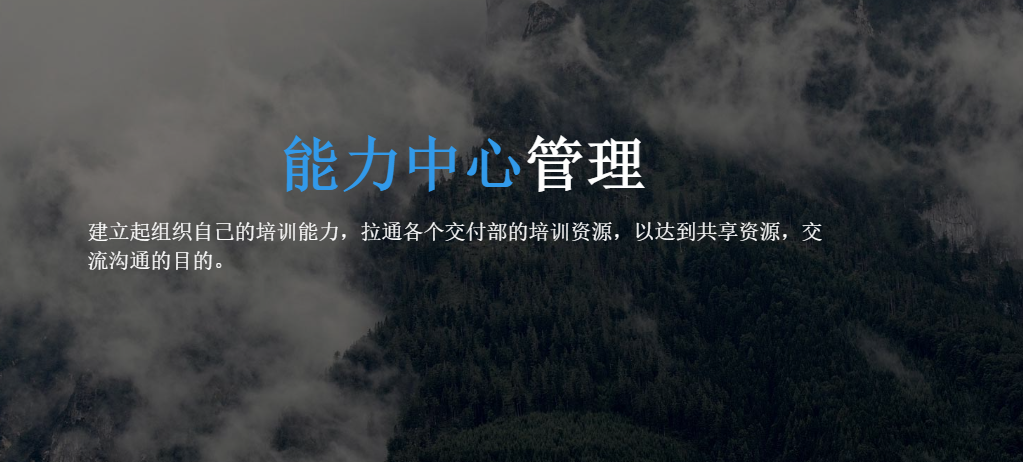 能力中心管理
建立起组织自己的培训能力，拉通各个交付部的培训资源，以达到共享资源，交
流沟通的目的。